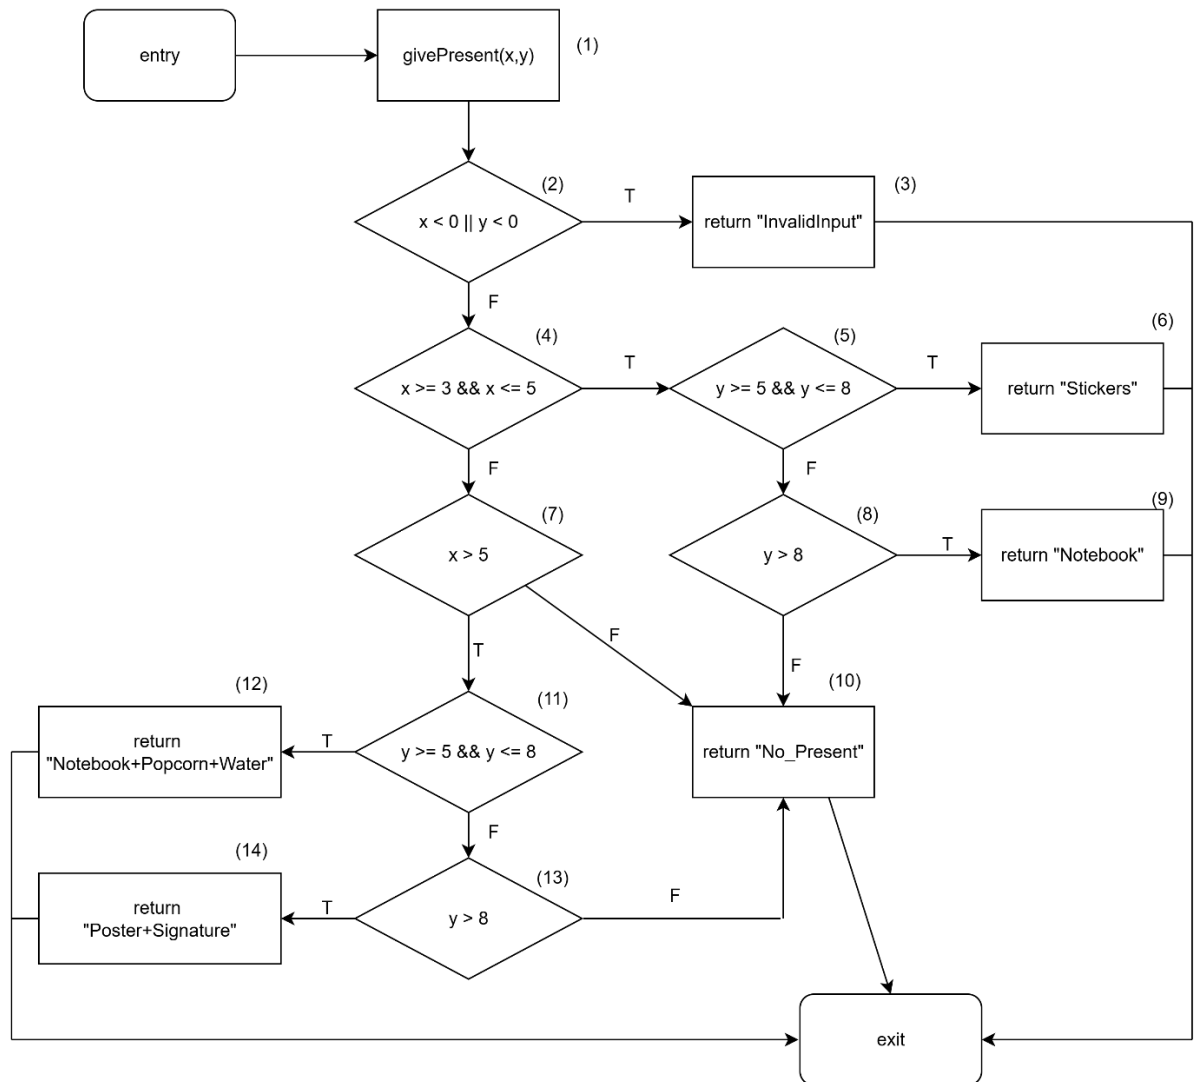 entry
givePresent(x,y)
(1)
(2)
x < 0 || y < 0
T
(3)
return "InvalidInput"
F
(4)
x >= 3 && x <= 5
T
(5)
y >= 5 && y <= 8
T
(6)
return "Stickers"
F
F
(7)
x > 5
(8)
y > 8
T
(9)
return "Notebook"
F
T
F
(10)
return "No_Present"
(11)
y >= 5 && y <= 8
T
(12)
return
"Notebook+Popcorn+Water"
F
(13)
y > 8
F
T
(14)
return
"Poster+Signature"
exit